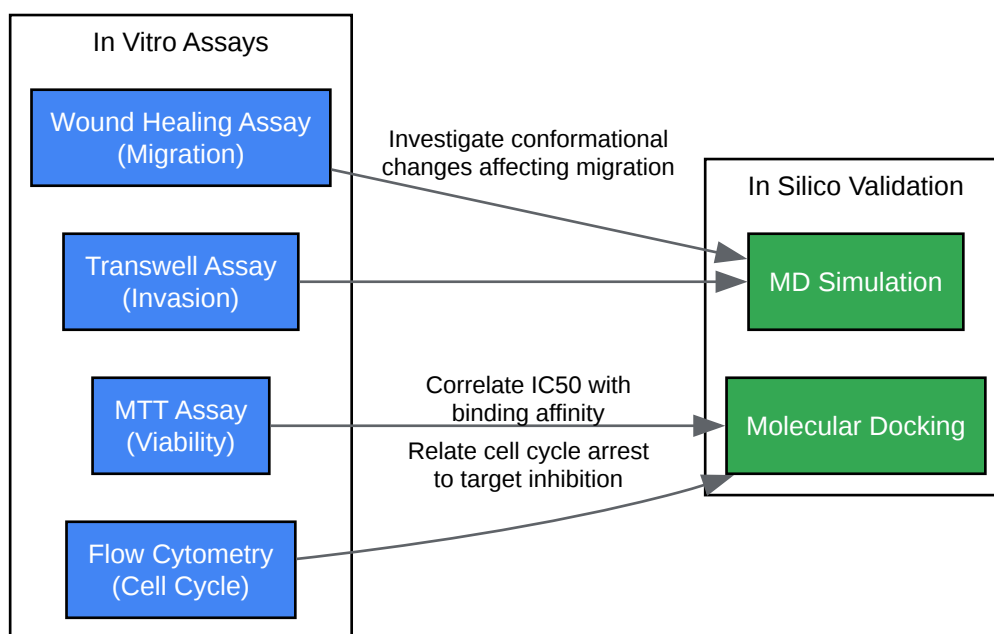 In Vitro Assays
Wound Healing Assay
(Migration)
Transwell Assay
(Invasion)
MTT Assay
(Viability)
Flow Cytometry
(Cell Cycle)
Investigate conformational
changes affecting migration
Correlate IC50 with
binding affinity
Relate cell cycle arrest
to target inhibition
In Silico Validation
MD Simulation
Molecular Docking